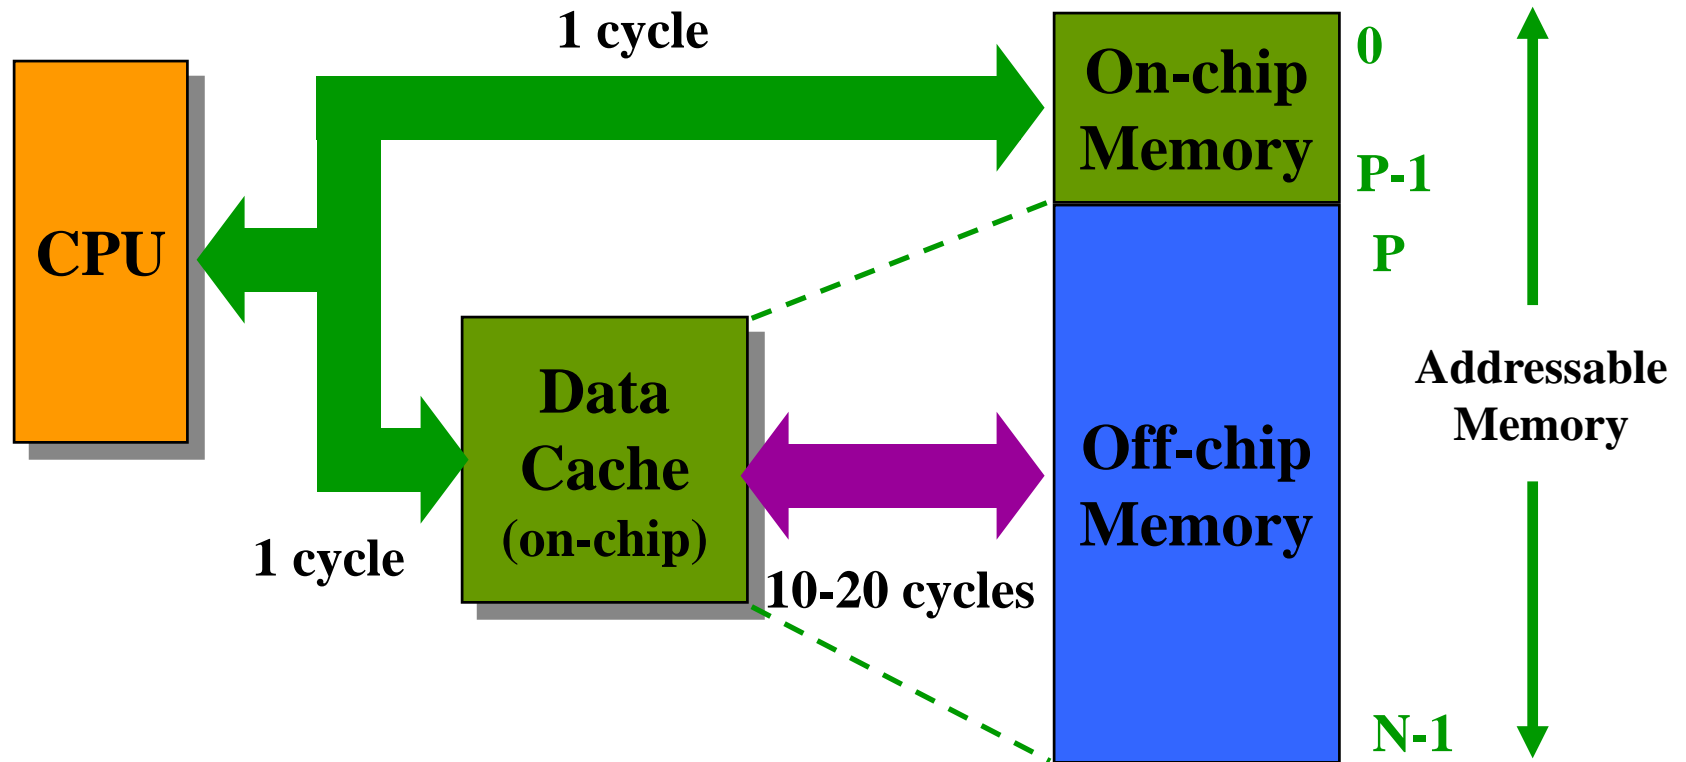 1 cycle
CPU
On-chip
Memory
0
P-1
P
Data
Cache
(on-chip)
1 cycle
10-20 cycles
Off-chip
Memory
N-1
Addressable
Memory